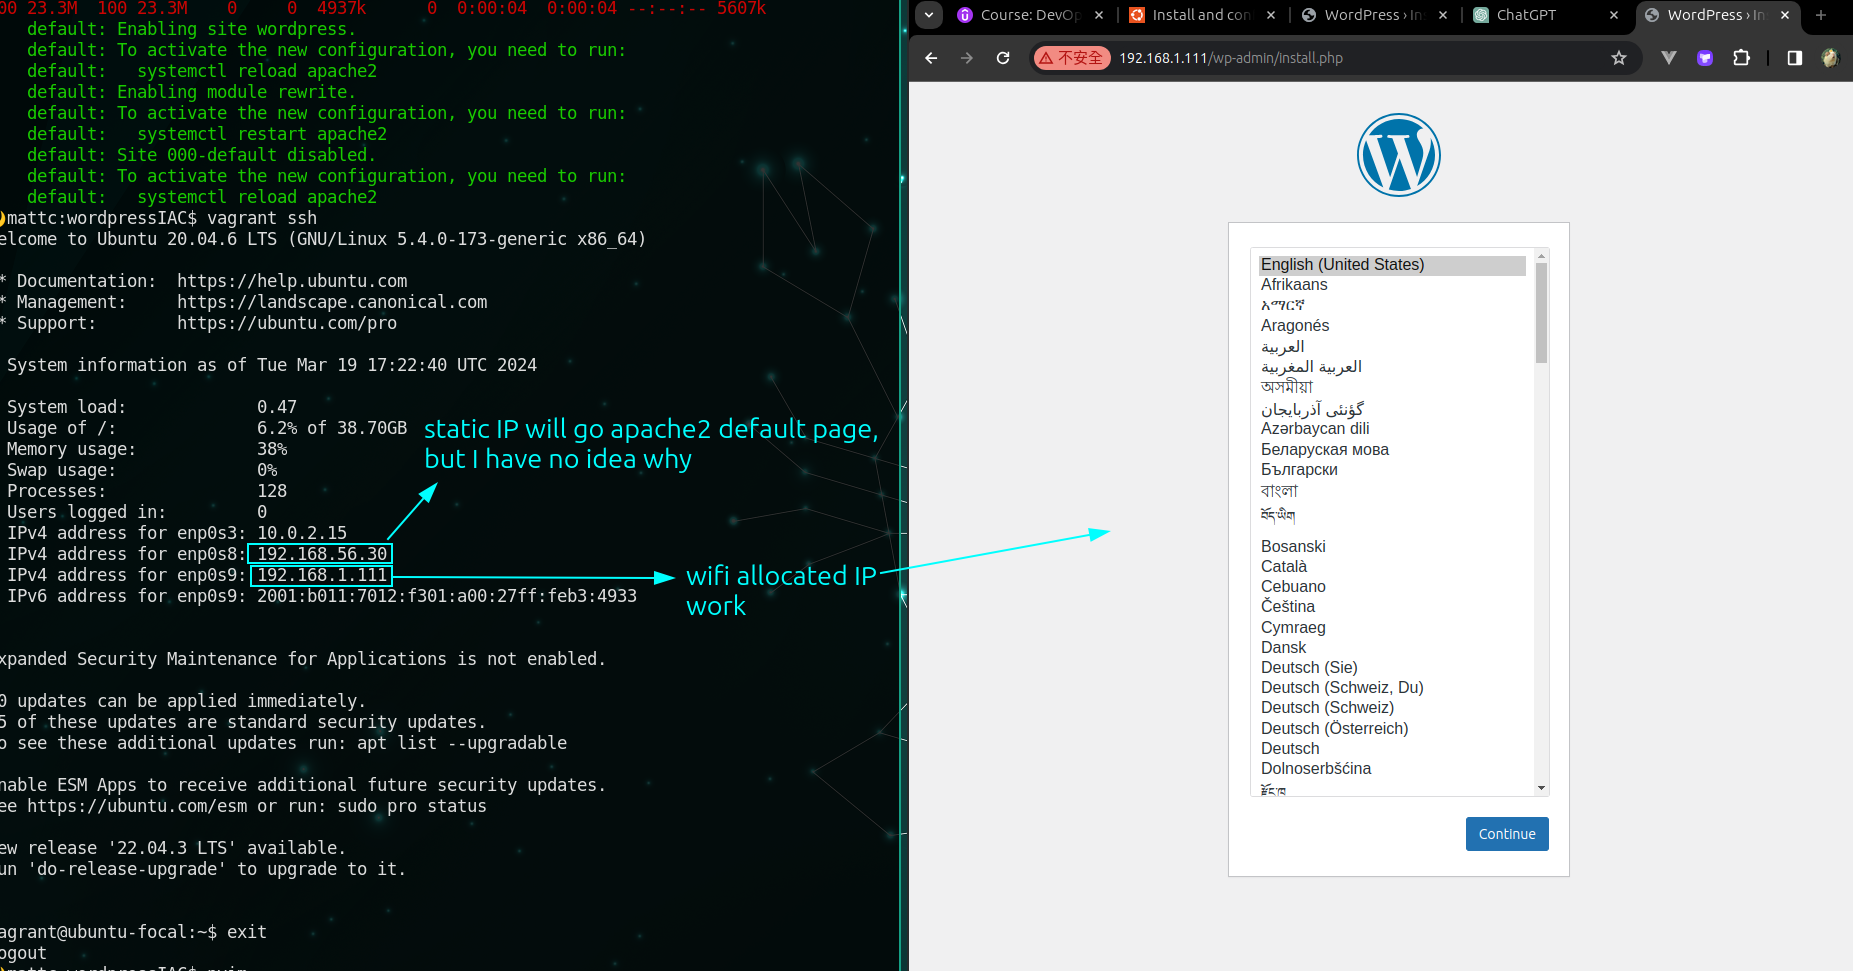 00 23.3M  100 23.3M    0     0  4937k      0  0:00:04  0:00:04 --:--:-- 5607k
default: Enabling site wordpress.
default: To activate the new configuration, you need to run:
default:   systemctl reload apache2
default: Enabling module rewrite.
default: To activate the new configuration, you need to run:
default:   systemctl restart apache2
default: Site 000-default disabled.
default: To activate the new configuration, you need to run:
default:   systemctl reload apache2
mattc:wordpressIAC$ vagrant ssh
elcome to Ubuntu 20.04.6 LTS (GNU/Linux 5.4.0-173-generic x86_64)
* Documentation:  https://help.ubuntu.com
* Management:     https://landscape.canonical.com
* Support:        https://ubuntu.com/pro
System information as of Tue Mar 19 17:22:40 UTC 2024
System load:             0.47
Usage of /:              6.2% of 38.70GB
Memory usage:            38%
Swap usage:              0%
Processes:               128
Users logged in:         0
IPv4 address for enp0s3: 10.0.2.15
IPv4 address for enp0s8: 192.168.56.30
IPv4 address for enp0s9: 192.168.1.111
IPv6 address for enp0s9: 2001:b011:7012:f301:a00:27ff:feb3:4933
static IP will go apache2 default page,
but I have no idea why
wifi allocated IP
work
xpanded Security Maintenance for Applications is not enabled.
0 updates can be applied immediately.
5 of these updates are standard security updates.
o see these additional updates run: apt list --upgradable
nable ESM Apps to receive additional future security updates.
ee https://ubuntu.com/esm or run: sudo pro status
ew release '22.04.3 LTS' available.
un 'do-release-upgrade' to upgrade to it.
agrant@ubuntu-focal:~$ exit
ogout
mattc:wordpressIAC$ nvim
Course: DevOp
Install and con
WordPress › Ins
ChatGPT
WordPress › Ins
不安全
192.168.1.111/wp-admin/install.php
English (United States)
Afrikaans
አማርኛ
Aragonés
العربية
العربية المغربية
অসমীয়া
گؤنئی آذربایجان
Azərbaycan dili
Беларуская мова
Български
বাংলা
བོད་ཡིག
Bosanski
Català
Cebuano
Čeština
Cymraeg
Dansk
Deutsch (Sie)
Deutsch (Schweiz, Du)
Deutsch (Schweiz)
Deutsch (Österreich)
Deutsch
Dolnoserbšćina
རྫོང་ཁ
Continue